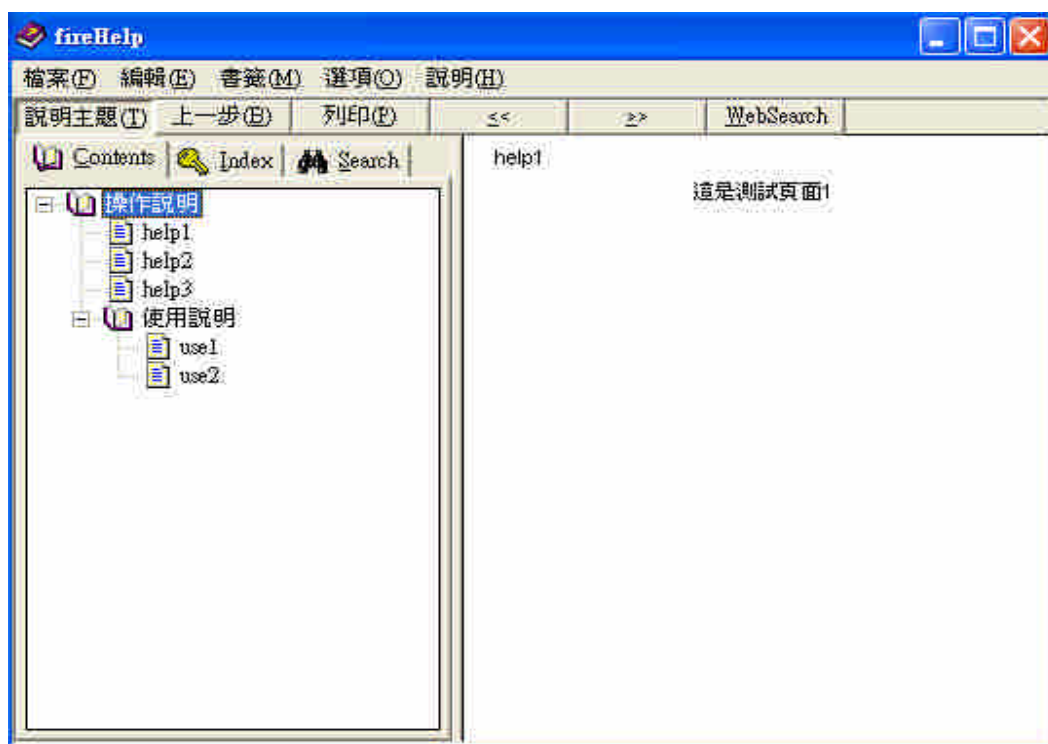 fireHelp
檔案(F) 編輯(E) 書籤(M) 選項(O) 說明(H)
說明主題(T) 上一步(B) 列印(P) << >> WebSearch
Contents Index Search
操作說明
help1
help2
help3
使用說明
use1
use2
help1
這是測試頁面1